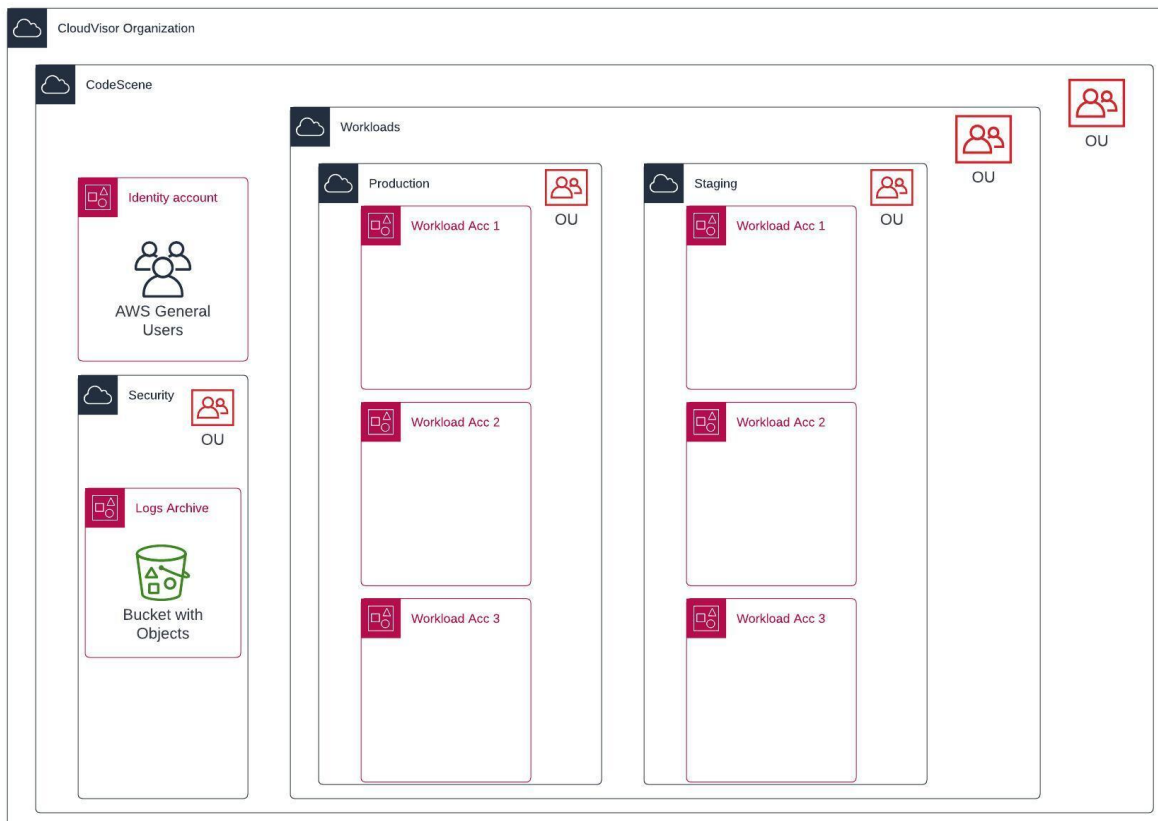 CloudVisor Organization
CodeScene
OU
Workloads
OU
Identity account
AWS General
Users
Security
OU
Logs Archive
Bucket with
Objects
Production
OU
Workload Acc 1
Workload Acc 2
Workload Acc 3
Staging
OU
Workload Acc 1
Workload Acc 2
Workload Acc 3